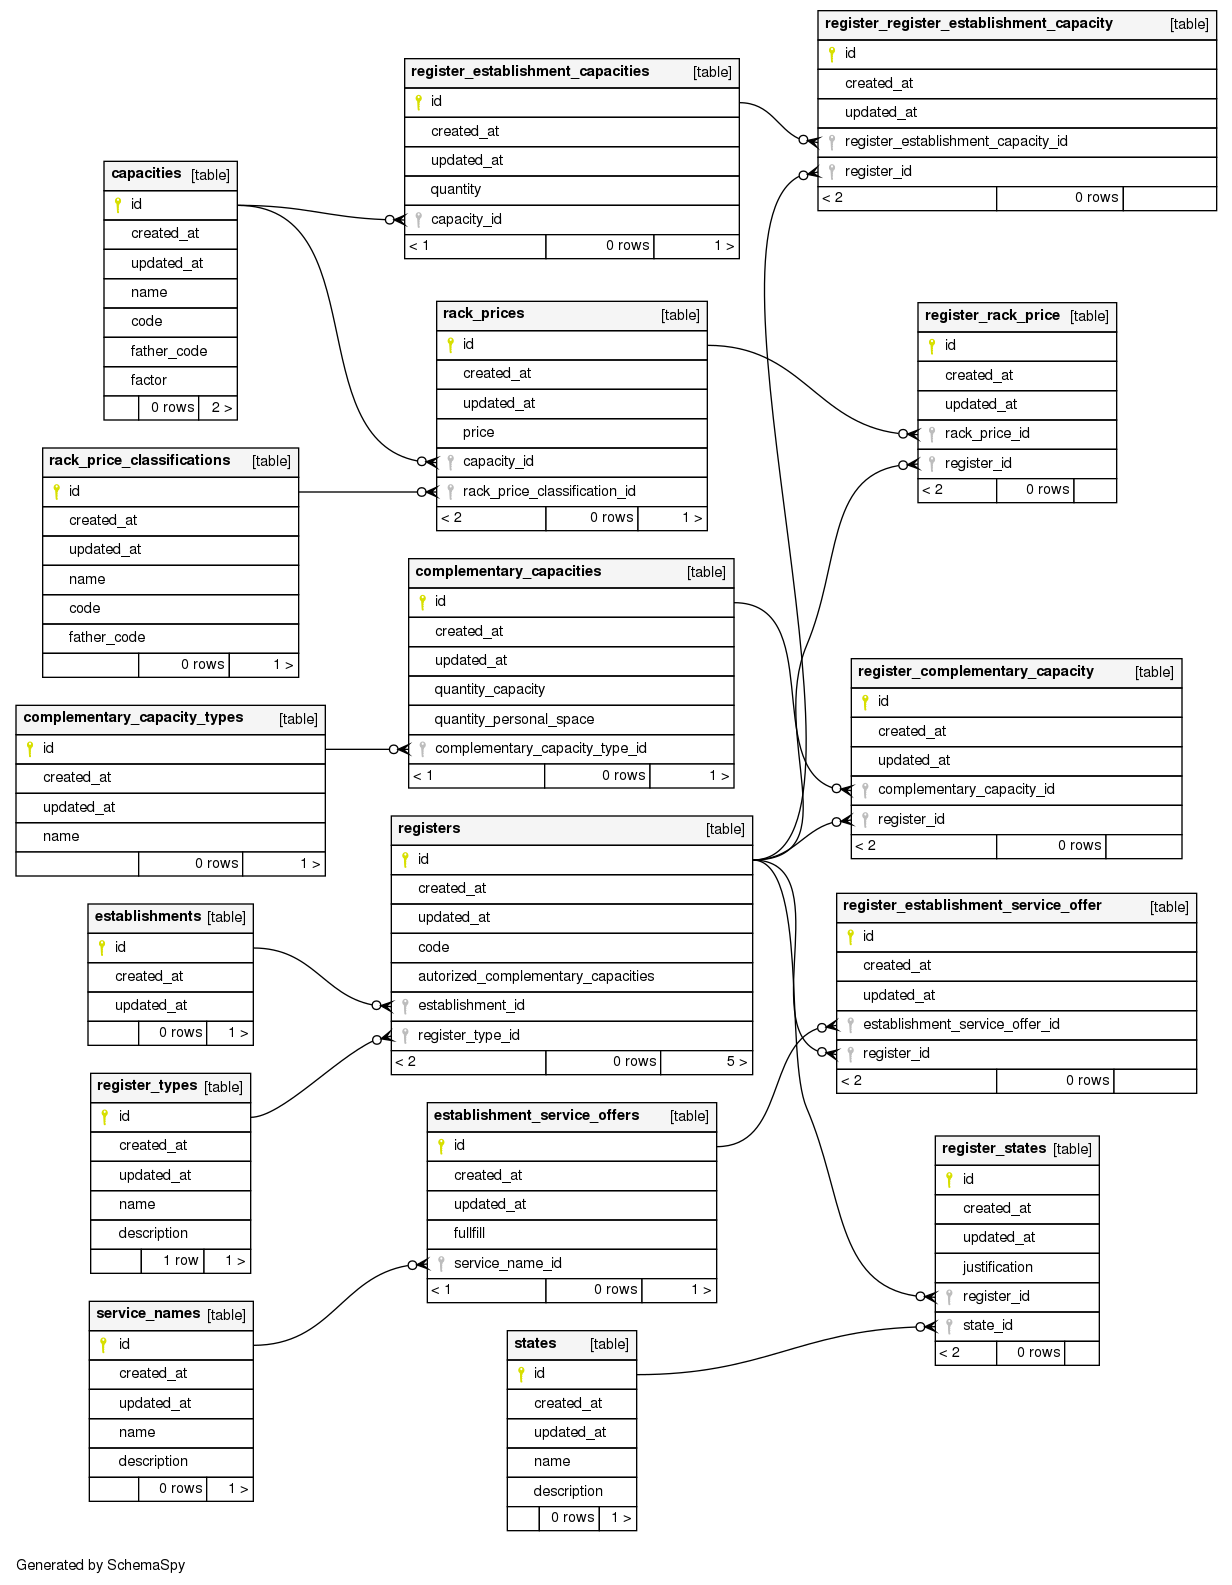 register_register_establishment_capacity [table]
id
created_at
updated_at
register_establishment_capacity_id
register_id
< 2 0 rows
register_establishment_capacities [table]
id
created_at
updated_at
quantity
capacity_id
< 1 0 rows 1 >
capacities [table]
id
created_at
updated_at
name
code
father_code
factor
0 rows 2 >
rack_prices [table]
id
created_at
updated_at
price
capacity_id
rack_price_classification_id
< 2 0 rows 1 >
register_rack_price [table]
id
created_at
updated_at
rack_price_id
register_id
< 2 0 rows
rack_price_classifications [table]
id
created_at
updated_at
name
code
father_code
0 rows 1 >
complementary_capacities [table]
id
created_at
updated_at
quantity_capacity
quantity_personal_space
complementary_capacity_type_id
< 1 0 rows 1 >
register_complementary_capacity [table]
id
created_at
updated_at
complementary_capacity_id
register_id
< 2 0 rows
complementary_capacity_types [table]
id
created_at
updated_at
name
0 rows 1 >
registers [table]
id
created_at
updated_at
code
autorized_complementary_capacities
establishment_id
register_type_id
< 2 0 rows 5 >
register_establishment_service_offer [table]
id
created_at
updated_at
establishment_service_offer_id
register_id
< 2 0 rows
establishments [table]
id
created_at
updated_at
0 rows 1 >
register_types [table]
id
created_at
updated_at
name
description
1 row 1 >
establishment_service_offers [table]
id
created_at
updated_at
fullfill
service_name_id
< 1 0 rows 1 >
register_states [table]
id
created_at
updated_at
justification
register_id
state_id
< 2 0 rows
service_names [table]
id
created_at
updated_at
name
description
0 rows 1 >
states [table]
id
created_at
updated_at
name
description
0 rows 1 >
Generated by SchemaSpy